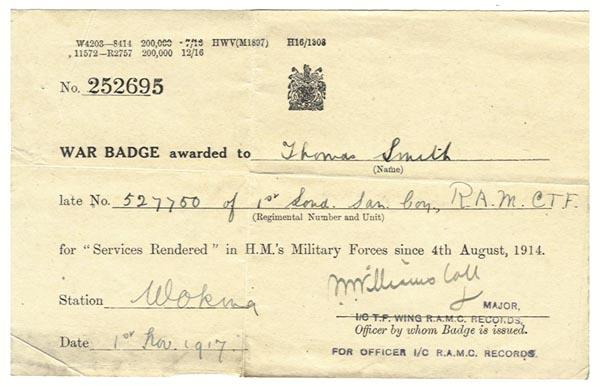 W4203—8414 200,000 -7/16 HWV(M1897) H16/1303
11572—R2757 200,000 12/16
No. 252695
WAR BADGE awarded to Thomas Smith
(Name)
late No. 527750 of 1st Lond. San. Coy, R.A.M.C.T.F.
(Regimental Number and Unit)
for "Services Rendered" in H.M.'s Military Forces since 4th August, 1914.
Station Woking
MAJOR,
I/C T.F. WING R.A.M.C. RECORDS,
Officer by whom Badge is issued.
Date 1st Nov. 1917.
FOR OFFICER I/C R.A.M.C. RECORDS.